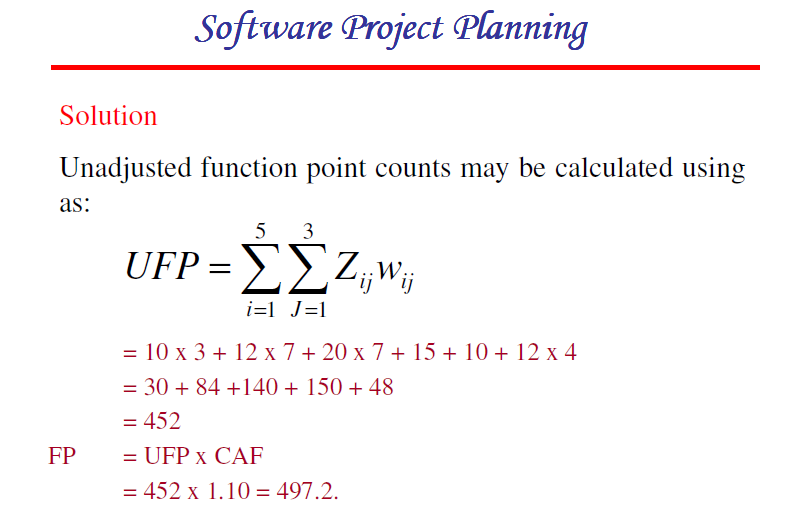 Software Project Planning
Solution
Unadjusted function point counts may be calculated using
as:
5 3
UFP = ∑ ∑ Z_{ij} w_{ij}
i=1 J=1
= 10 x 3 + 12 x 7 + 20 x 7 + 15 + 10 + 12 x 4
= 30 + 84 +140 + 150 + 48
= 452
FP = UFP x CAF
= 452 x 1.10 = 497.2.